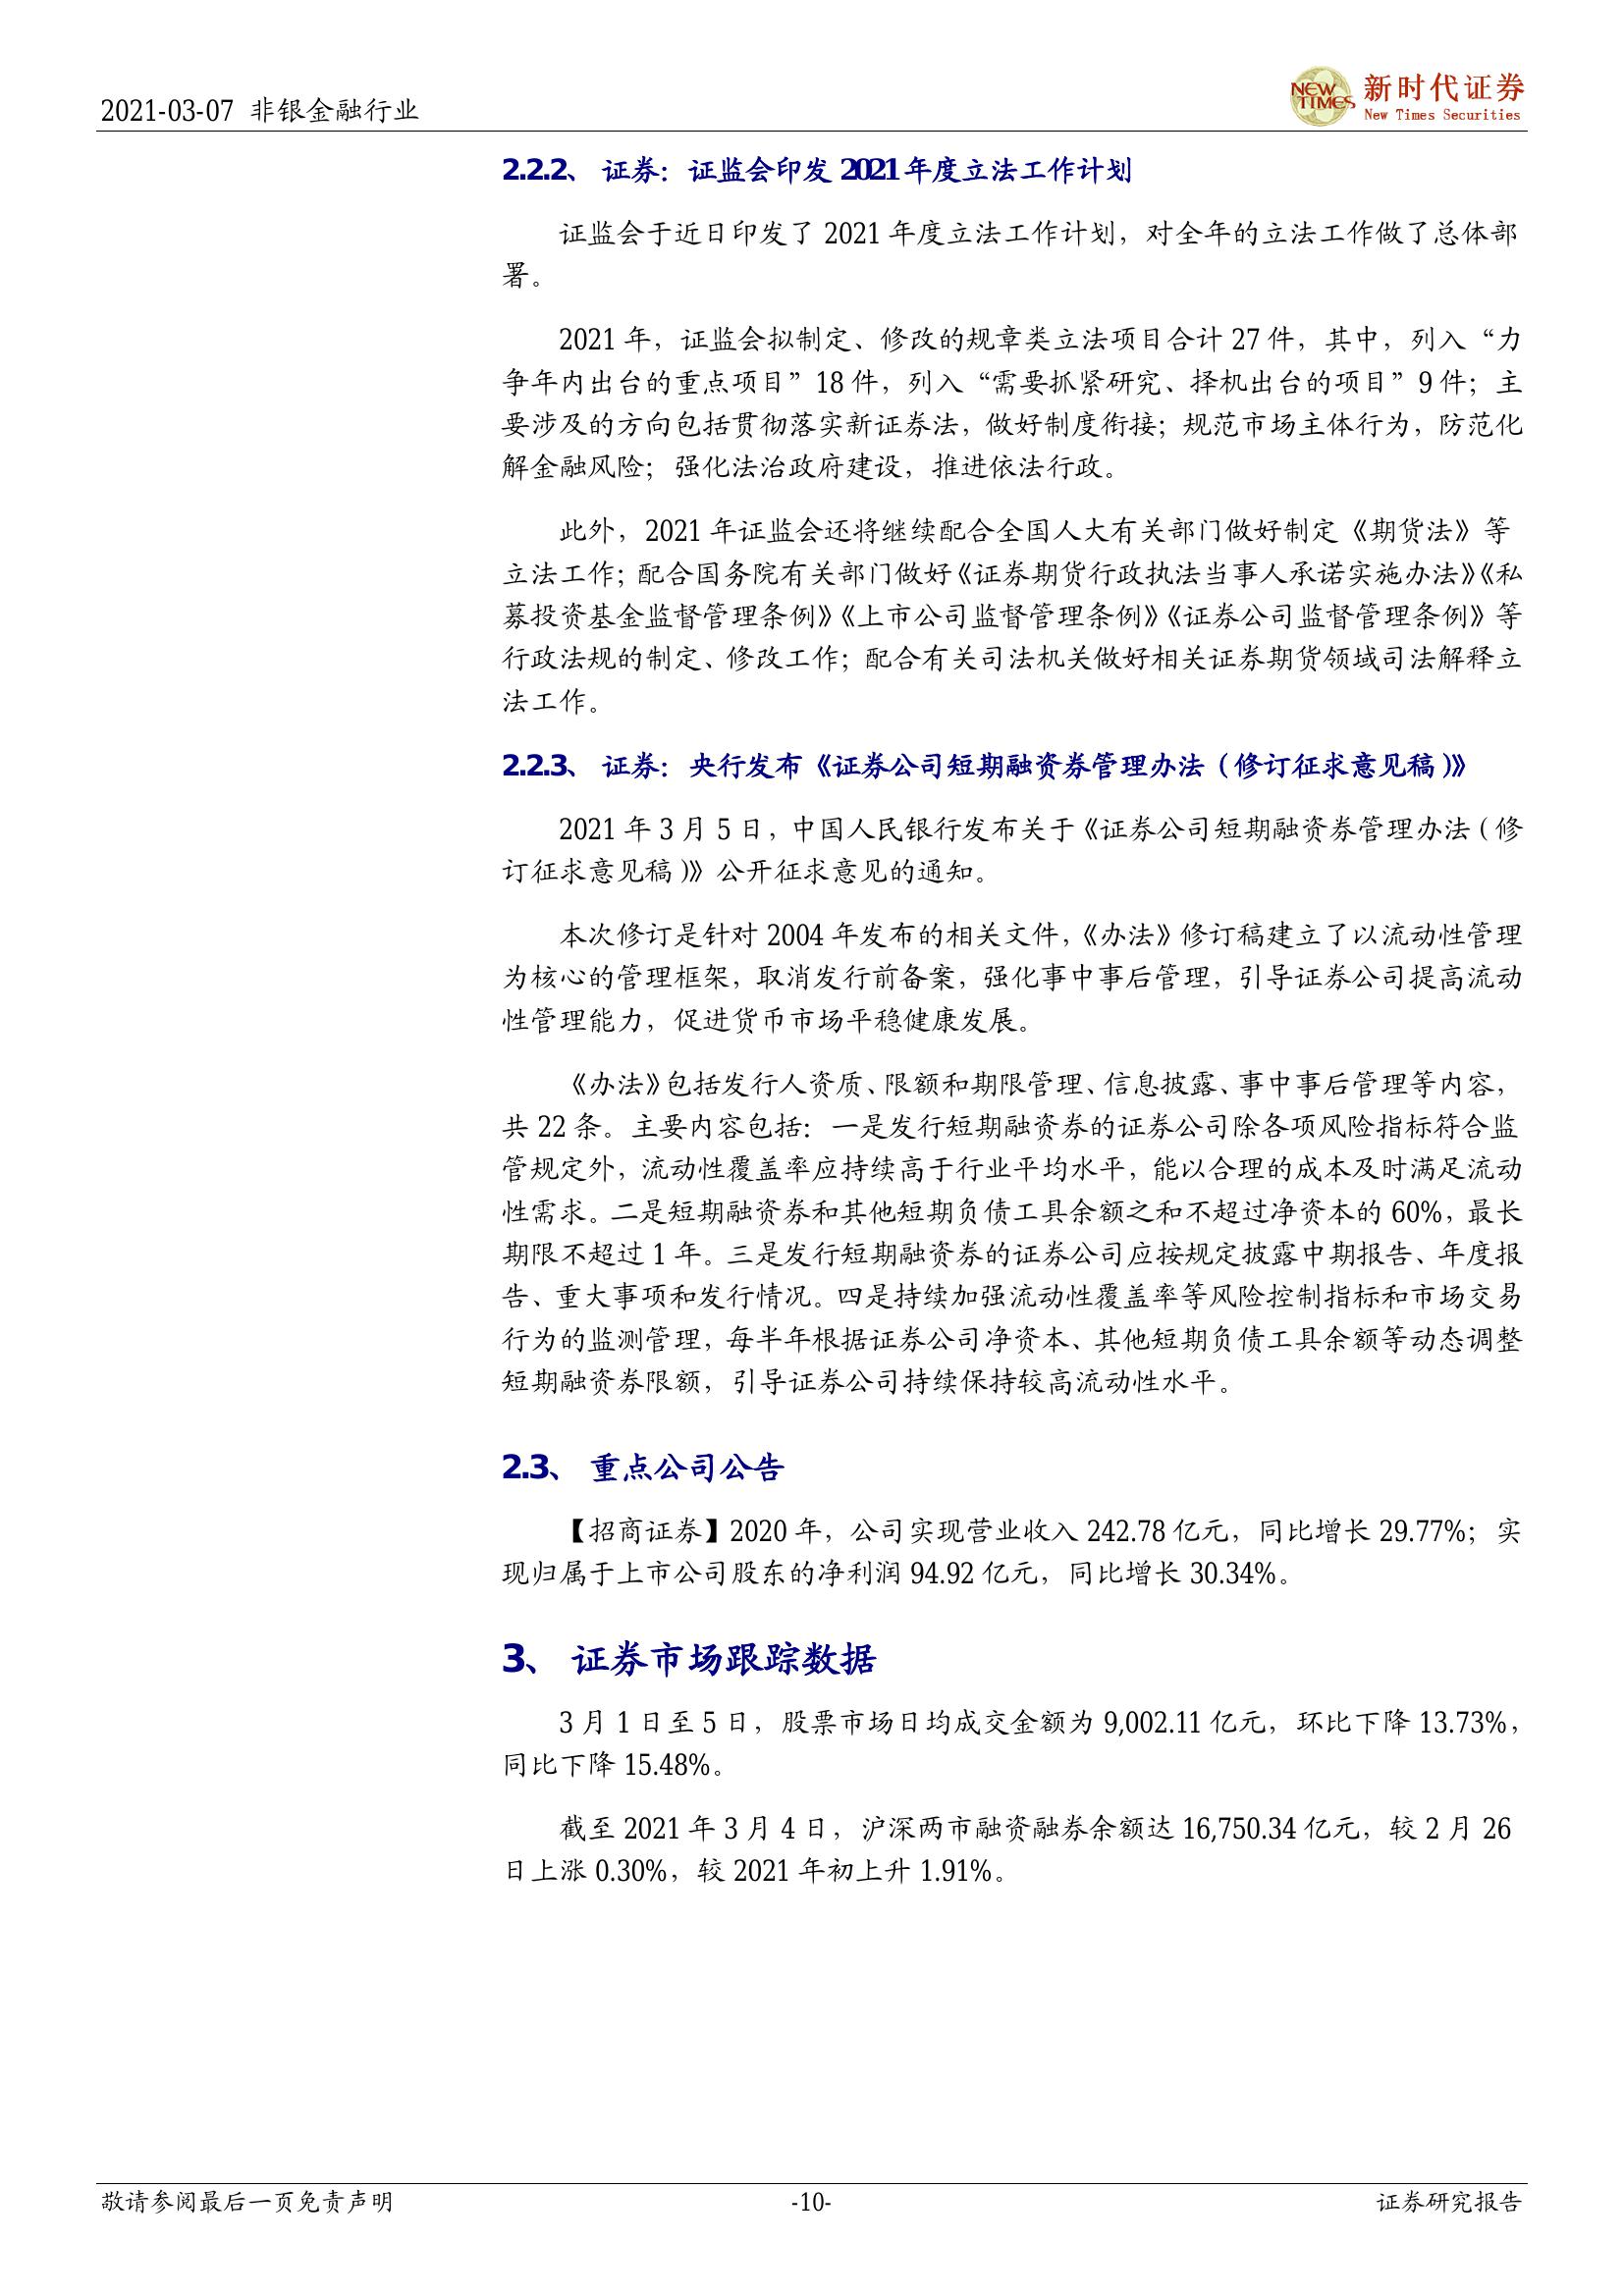 2021-03-07 非银金融行业
NEW TIMES 新时代证券
New Times Securities
2.2.2、 证券：证监会印发 2021 年度立法工作计划
证监会于近日印发了 2021 年度立法工作计划，对全年的立法工作做了总体部
署。
2021 年，证监会拟制定、修改的规章类立法项目合计 27 件，其中，列入“力
争年内出台的重点项目”18 件，列入“需要抓紧研究、择机出台的项目”9 件；主
要涉及的方向包括贯彻落实新证券法，做好制度衔接；规范市场主体行为，防范化
解金融风险；强化法治政府建设，推进依法行政。
此外，2021 年证监会还将继续配合全国人大有关部门做好制定《期货法》等
立法工作；配合国务院有关部门做好《证券期货行政执法当事人承诺实施办法》《私
募投资基金监督管理条例》《上市公司监督管理条例》《证券公司监督管理条例》等
行政法规的制定、修改工作；配合有关司法机关做好相关证券期货领域司法解释立
法工作。
2.2.3、 证券：央行发布《证券公司短期融资券管理办法（修订征求意见稿）》
2021 年 3 月 5 日，中国人民银行发布关于《证券公司短期融资券管理办法（修
订征求意见稿）》公开征求意见的通知。
本次修订是针对 2004 年发布的相关文件，《办法》修订稿建立了以流动性管理
为核心的管理框架，取消发行前备案，强化事中事后管理，引导证券公司提高流动
性管理能力，促进货币市场平稳健康发展。
《办法》包括发行人资质、限额和期限管理、信息披露、事中事后管理等内容，
共 22 条。主要内容包括：一是发行短期融资券的证券公司除各项风险指标符合监
管规定外，流动性覆盖率应持续高于行业平均水平，能以合理的成本及时满足流动
性需求。二是短期融资券和其他短期负债工具余额之和不超过净资本的 60%，最长
期限不超过 1 年。三是发行短期融资券的证券公司应按规定披露中期报告、年度报
告、重大事项和发行情况。四是持续加强流动性覆盖率等风险控制指标和市场交易
行为的监测管理，每半年根据证券公司净资本、其他短期负债工具余额等动态调整
短期融资券限额，引导证券公司持续保持较高流动性水平。
2.3、 重点公司公告
【招商证券】2020 年，公司实现营业收入 242.78 亿元，同比增长 29.77%；实
现归属于上市公司股东的净利润 94.92 亿元，同比增长 30.34%。
3、 证券市场跟踪数据
3 月 1 日至 5 日，股票市场日均成交金额为 9,002.11 亿元，环比下降 13.73%，
同比下降 15.48%。
截至 2021 年 3 月 4 日，沪深两市融资融券余额达 16,750.34 亿元，较 2 月 26
日上涨 0.30%，较 2021 年初上升 1.91%。
敬请参阅最后一页免责声明 -10- 证券研究报告